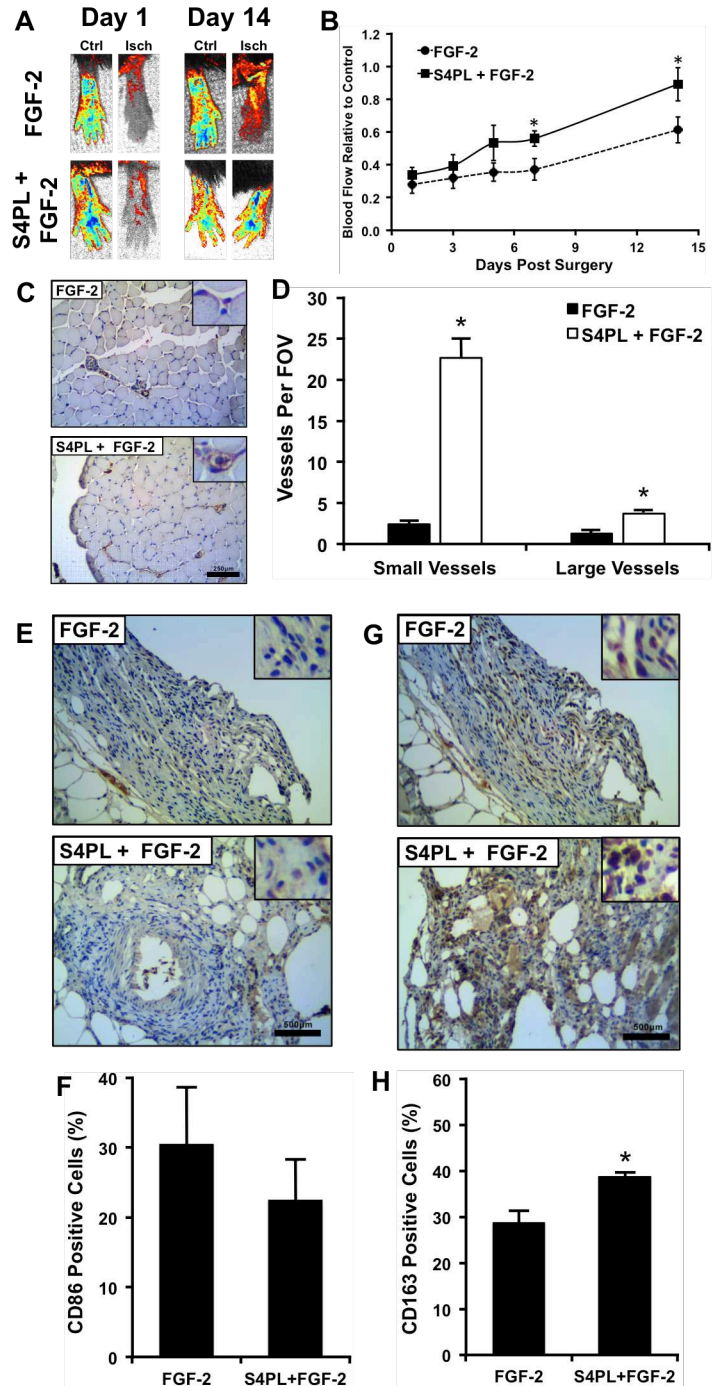 A
Day 1
Day 14
Ctrl
Isch
Ctrl
Isch
FGF-2
S4PL +
FGF-2
B
Blood Flow Relative to Control
1.2
1.0
0.8
0.6
0.4
0.2
0
0
3
6
9
12
15
Days Post Surgery
FGF-2
S4PL + FGF-2
*
*
C
FGF-2
S4PL + FGF-2
250µm
D
Vessels Per FOV
30
25
20
15
10
5
0
FGF-2
S4PL + FGF-2
*
*
Small Vessels
Large Vessels
E
FGF-2
S4PL + FGF-2
500µm
G
FGF-2
S4PL + FGF-2
500µm
F
CD86 Positive Cells (%)
40
30
20
10
0
FGF-2
S4PL+FGF-2
H
CD163 Positive Cells (%)
60
50
40
30
20
10
0
*
FGF-2
S4PL+FGF-2